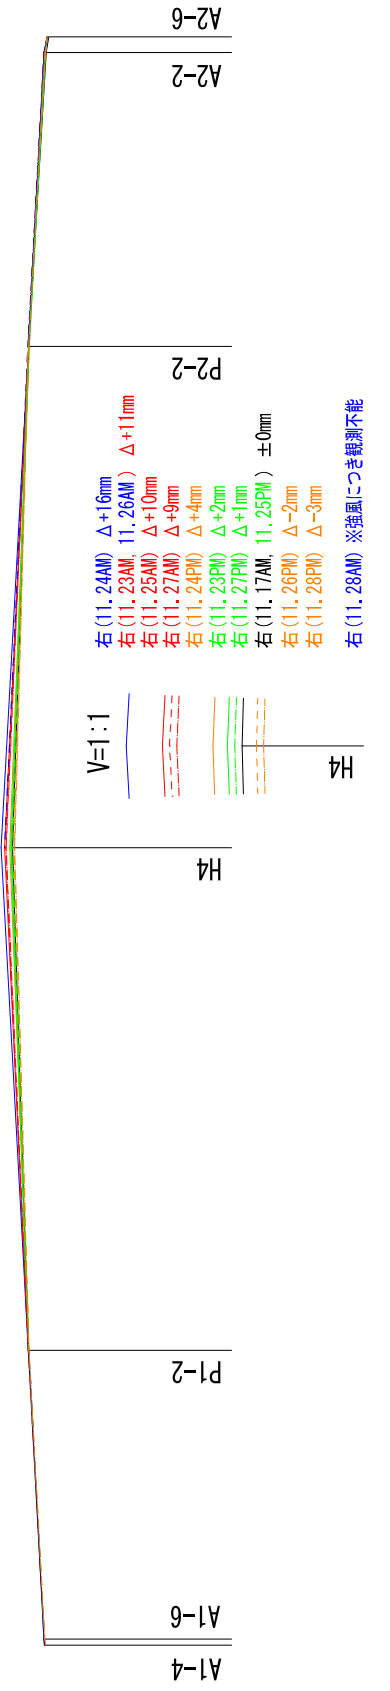 A2-6
A2-2
P2-2
右(11.24AM) Δ+16mm
右(11.23AM, 11.26AM ) Δ+11mm
右(11.25AM) Δ+10mm
右(11.27AM) Δ+9mm
右(11.24PM) Δ+4mm
右(11.23PM) Δ+2mm
右(11.27PM) Δ+1mm
右(11.17AM, 11.25PM ) ±0mm
右(11.26PM) Δ-2mm
右(11.28PM) Δ-3mm
右(11.28AM) ※強風につき観測不能
V=1:1
H4
H4
P1-2
A1-6
A1-4